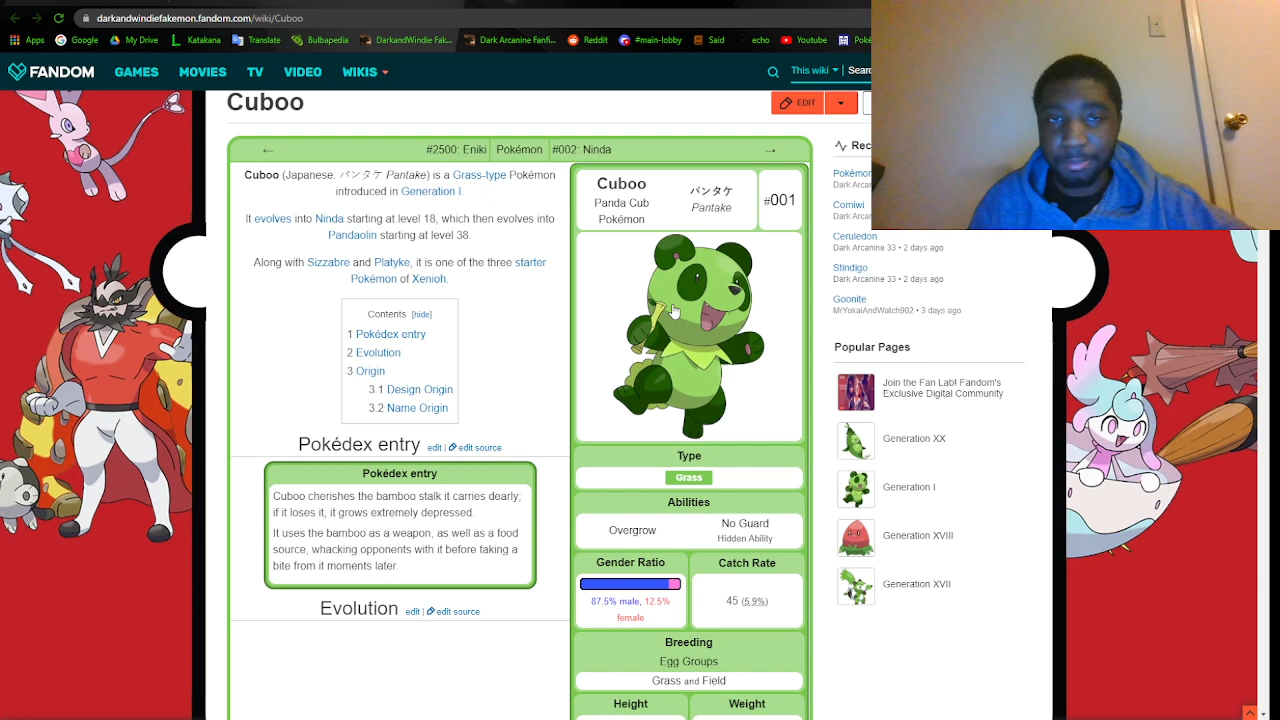 darkandwindiefakemon.fandom.com/wiki/Cuboo
Apps Google My Drive Katakana Translate Bulbapedia DarkandWindie Fak... Dark Arcanine Fanfi... Reddit #main-lobby Said echo Youtube
FANDOM GAMES MOVIES TV VIDEO WIKIS This wiki
Cuboo
EDIT
← #2500: Eniki Pokémon #002: Ninda →
Cuboo (Japanese: パンタケ Pantake) is a Grass-type Pokémon
introduced in Generation I.
It evolves into Ninda starting at level 18, which then evolves into
Pandaolin starting at level 38.
Along with Sizzabre and Platyke, it is one of the three starter
Pokémon of Xenioh.
Contents [hide]
1 Pokédex entry
2 Evolution
3 Origin
3.1 Design Origin
3.2 Name Origin
Pokédex entry edit | edit source
Pokédex entry
Cuboo cherishes the bamboo stalk it carries dearly;
if it loses it, it grows extremely depressed.
It uses the bamboo as a weapon, as well as a food
source, whacking opponents with it before taking a
bite from it moments later.
Evolution edit | edit source
Cuboo
Panda Cub
Pokémon
パンタケ
Pantake
#001
Type
Grass
Abilities
Overgrow
No Guard
Hidden Ability
Gender Ratio
87.5% male, 12.5%
female
Catch Rate
45 (5.9%)
Breeding
Egg Groups
Grass and Field
Height Weight
Dark Arcanine 33 • 2 days ago
Ceruledon
Stindigo
Dark Arcanine 33 • 2 days ago
Goonite
MrYokaiAndWatch902 • 3 days ago
Popular Pages
Join the Fan Lab! Fandom's
Exclusive Digital Community
Generation XX
Generation I
Generation XVIII
Generation XVII